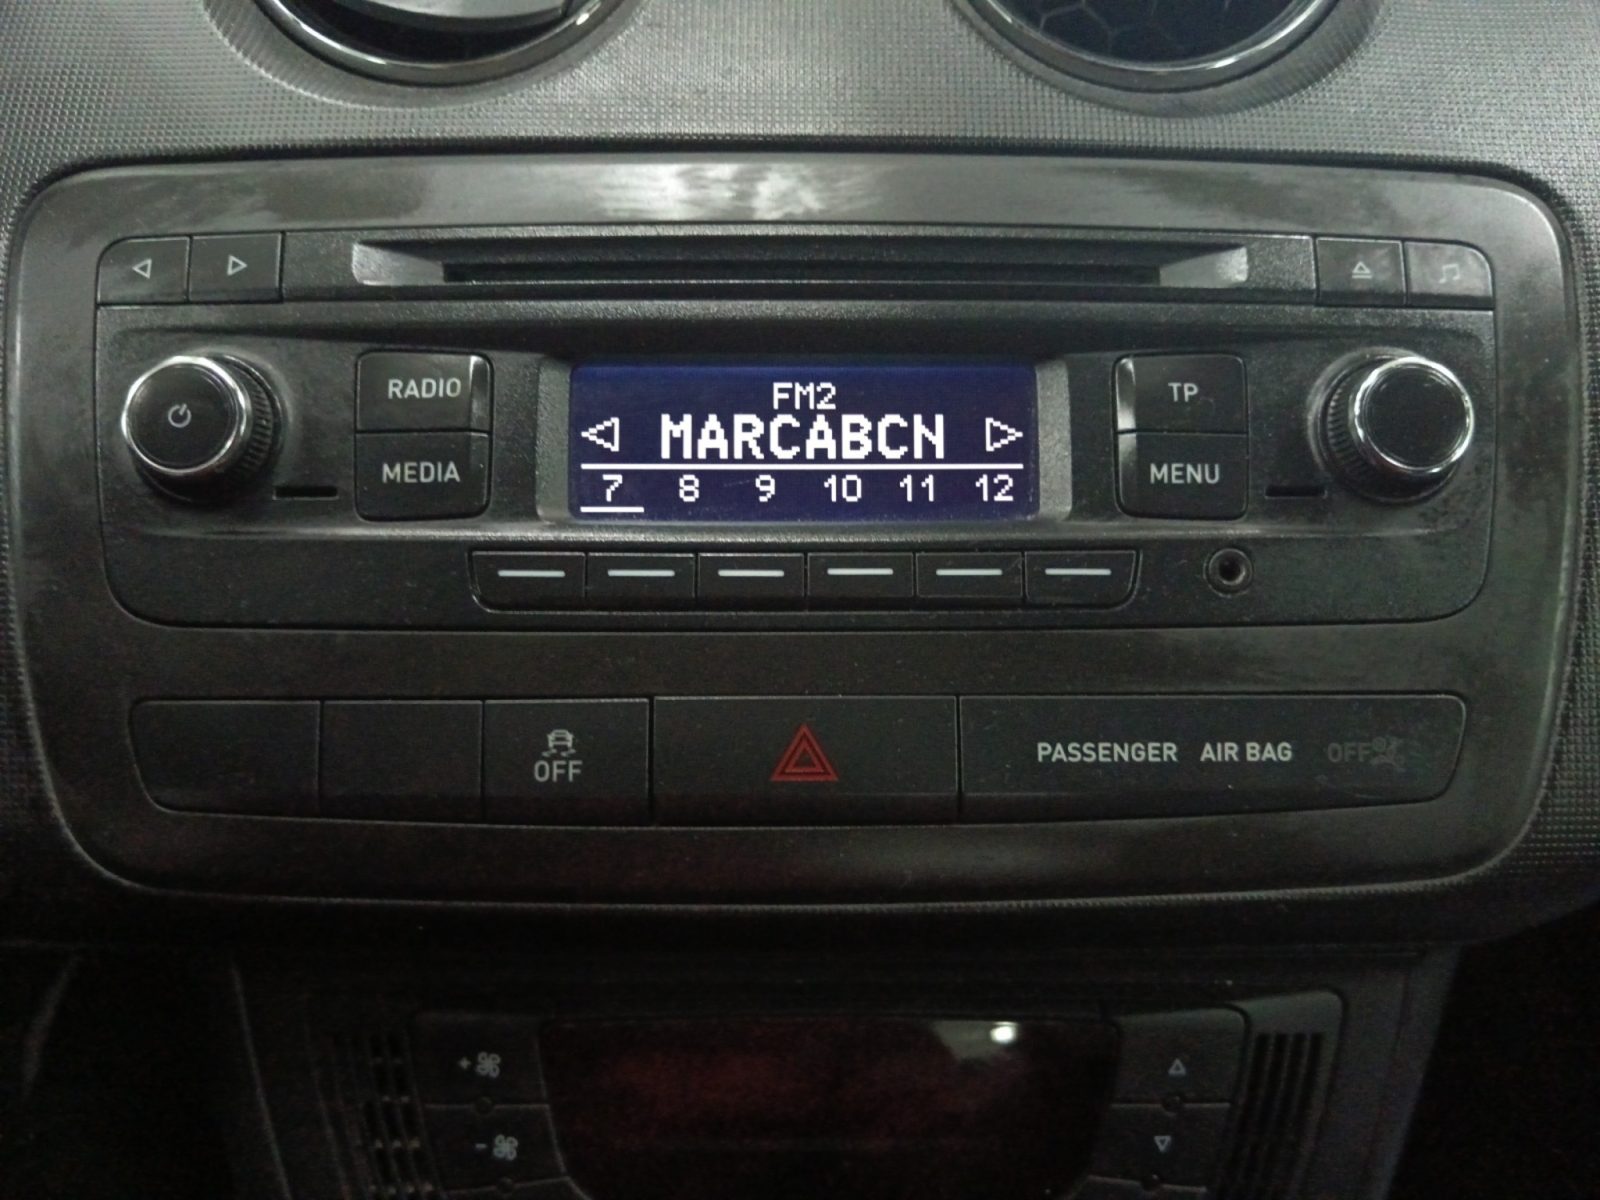 RADIO
MEDIA
FM2
MARCABCN
7 8 9 10 11 12
TP
MENU
OFF
PASSENGER AIR BAG OFF